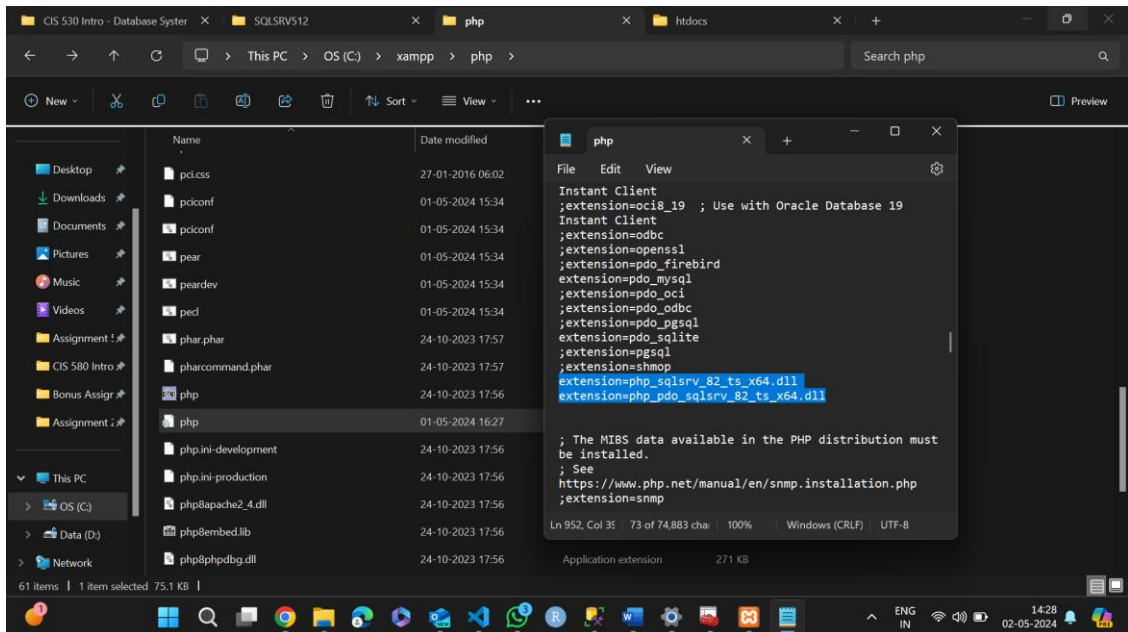 CIS 530 Intro - Database Syster
SQLSRV512
php
htdocs
This PC > OS (C:) > xampp > php >
Search php
New
Sort
View
Preview
Name
Date modified
Desktop
Downloads
Documents
Pictures
Music
Videos
Assignment
CIS 580 Intro
Bonus Assigr
Assignment 2
This PC
OS (C:)
Data (D:)
Network
pci.css 27-01-2016 06:02
pciconf 01-05-2024 15:34
pciconf 01-05-2024 15:34
pear 01-05-2024 15:34
peardev 01-05-2024 15:34
pecl 01-05-2024 15:34
phar.phar 24-10-2023 17:57
pharcommand.phar 24-10-2023 17:57
php 24-10-2023 17:56
php 01-05-2024 16:27
php.ini-development 24-10-2023 17:56
php.ini-production 24-10-2023 17:56
php8apache2_4.dll 24-10-2023 17:56
php8embed.lib 24-10-2023 17:56
php8phpdbg.dll 24-10-2023 17:56 Application extension 271 KB
php
File Edit View
Instant Client
;extension=oci8_19 ; Use with Oracle Database 19
Instant Client
;extension=odbc
;extension=openssl
;extension=pdo_firebird
extension=pdo_mysql
;extension=pdo_oci
;extension=pdo_odbc
;extension=pdo_pgsql
extension=pdo_sqlite
;extension=pgsql
;extension=shmop
extension=php_sqlsrv_82_ts_x64.dll
extension=php_pdo_sqlsrv_82_ts_x64.dll
; The MIBS data available in the PHP distribution must
be installed.
; See
https://www.php.net/manual/en/snmp.installation.php
;extension=snmp
Ln 952, Col 39 73 of 74,883 cha 100% Windows (CRLF) UTF-8
61 items 1 item selected 75.1 KB
ENG
IN
14:28
02-05-2024